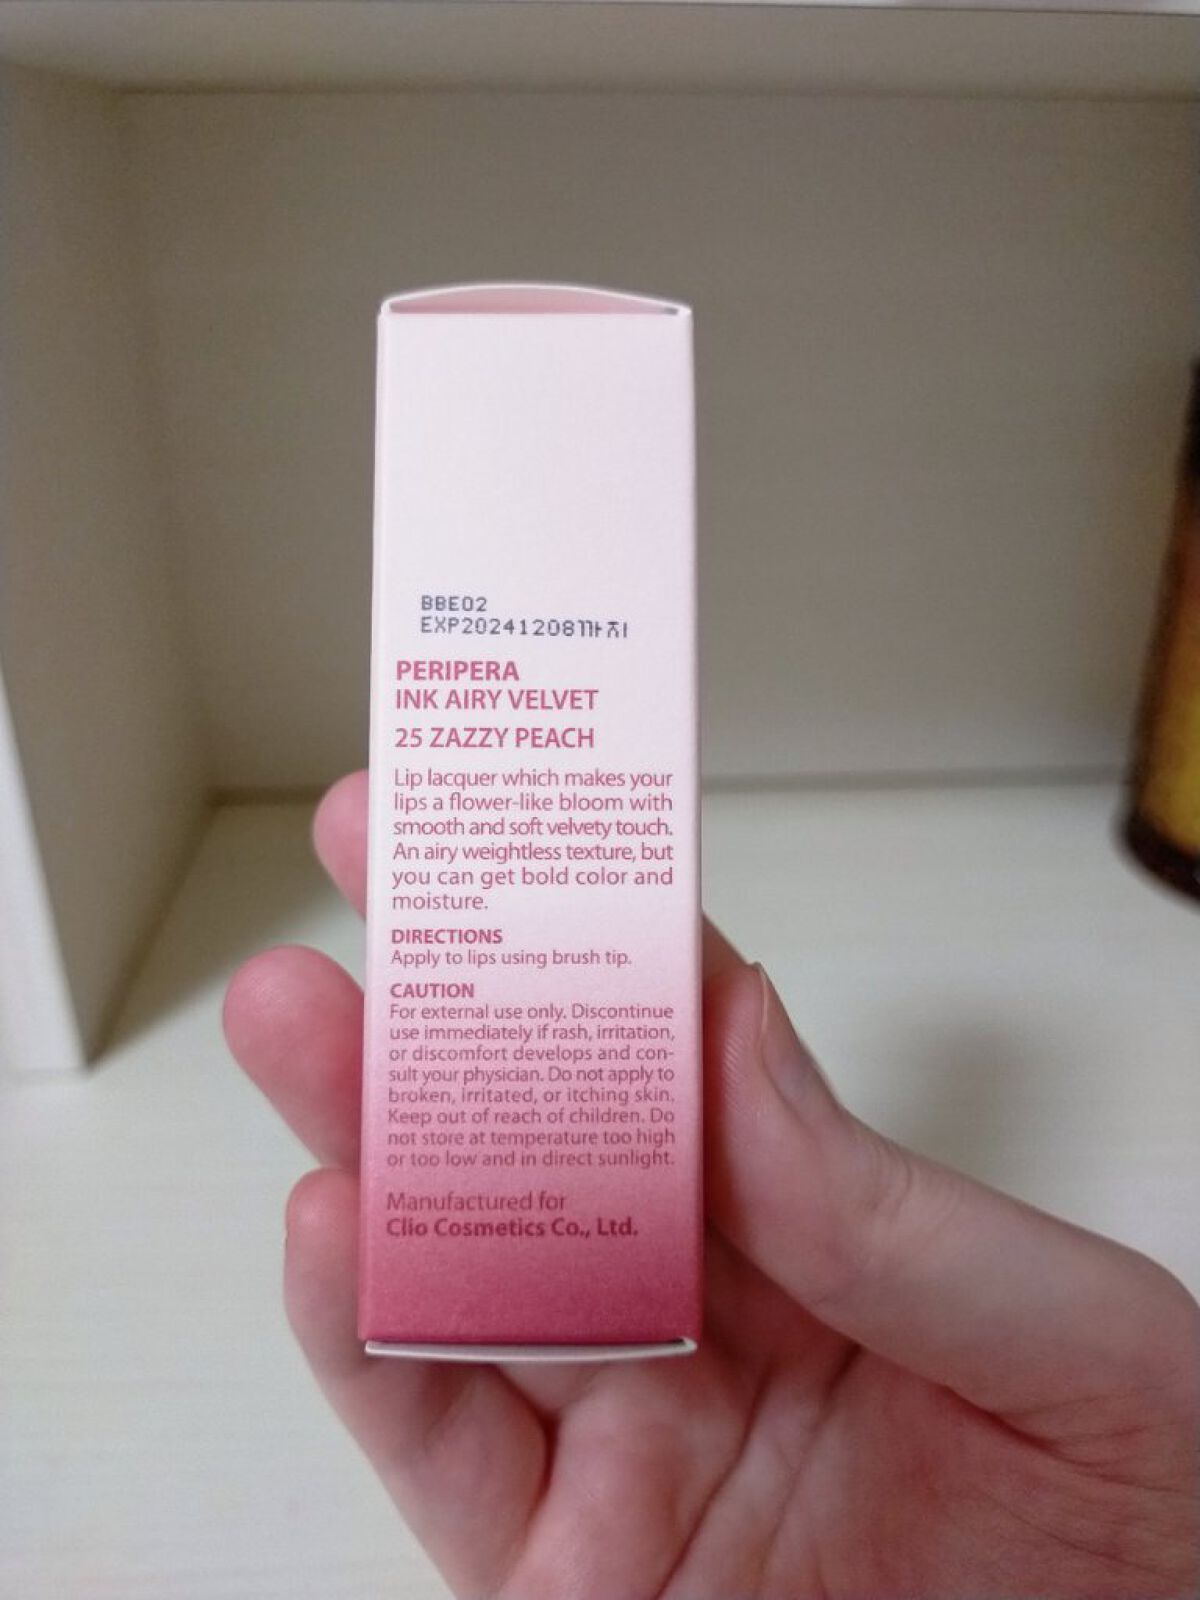 BBE02
EXP20241208까지
PERIPERA
INK AIRY VELVET
25 ZAZZY PEACH
Lip lacquer which makes your
lips a flower-like bloom with
smooth and soft velvety touch.
An airy weightless texture, but
you can get bold color and
moisture.
DIRECTIONS
Apply to lips using brush tip.
CAUTION
For external use only. Discontinue
use immediately if rash, irritation,
or discomfort develops and con-
sult your physician. Do not apply to
broken, irritated, or itching skin.
Keep out of reach of children. Do
not store at temperature too high
or too low and in direct sunlight.
Manufactured for
Clio Cosmetics Co., Ltd.